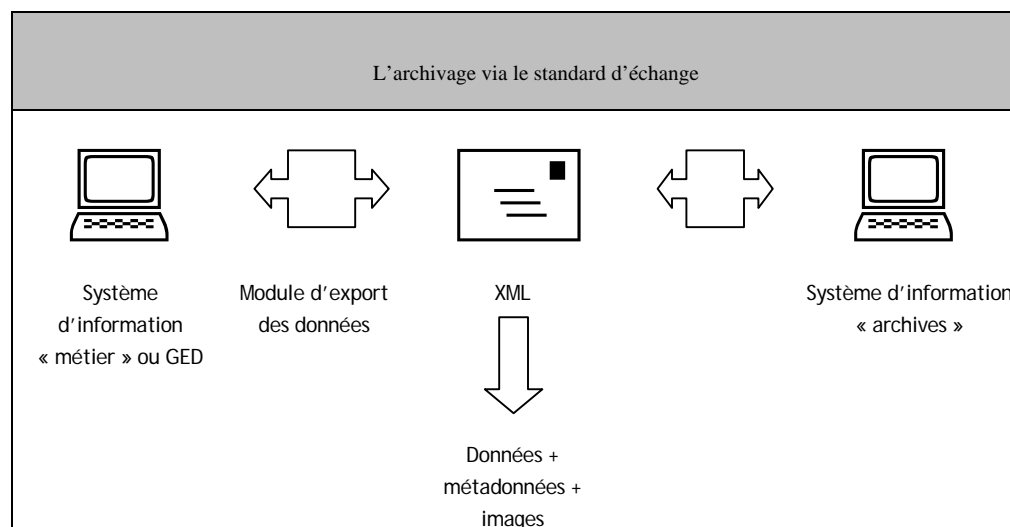 L’archivage via le standard d’échange
Système
d’information
« métier » ou GED
Module d’export
des données
XML
Système d’information
« archives »
Données +
métadonnées +
images